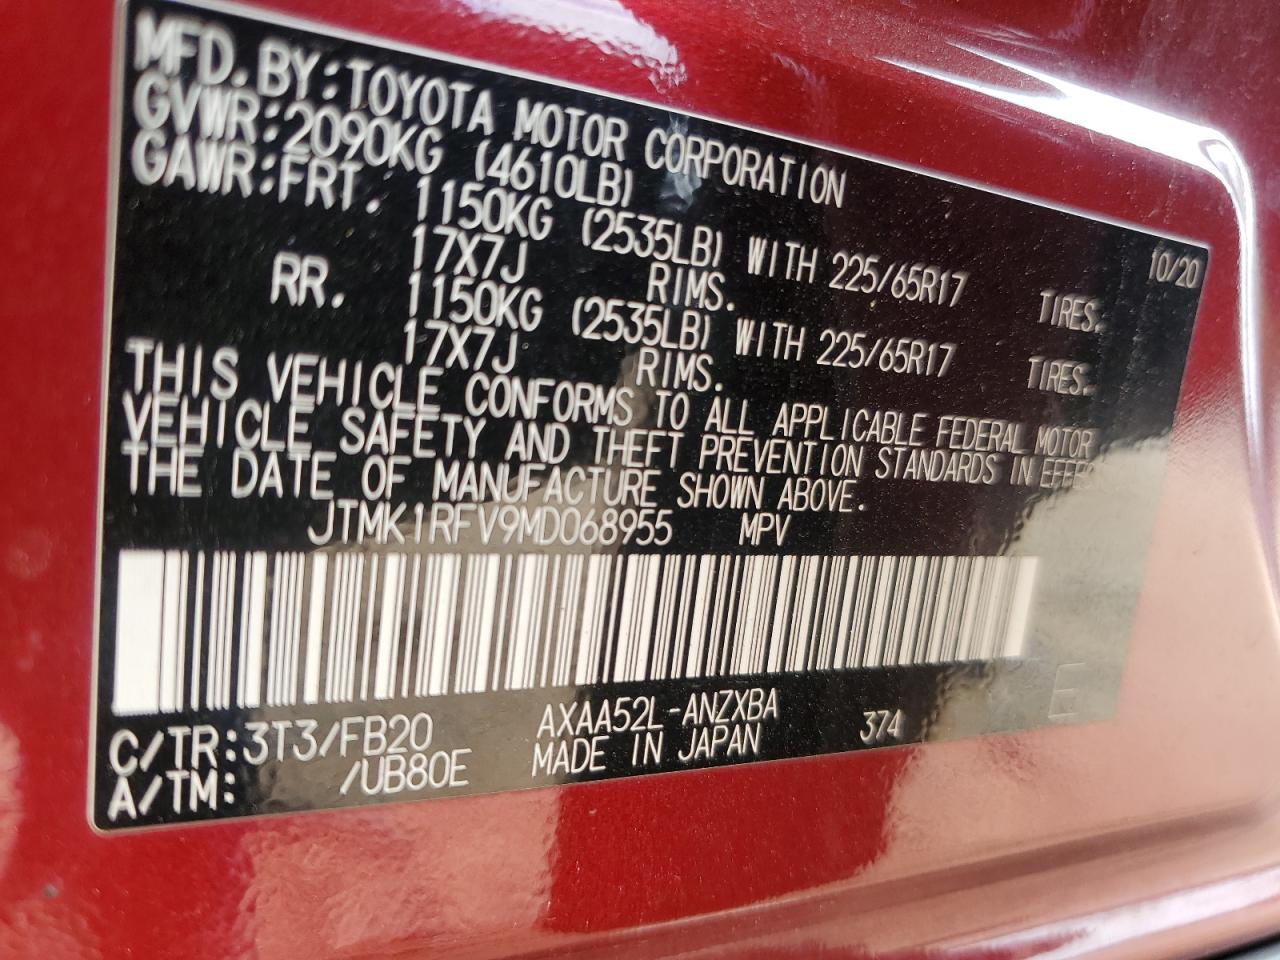 MFD.BY:TOYOTA MOTOR CORPORATION 10/20
GVWR:2090KG (4610LB)
GAWR:FRT. 1150KG (2535LB) WITH 225/65R17 TIRES.
17X7J RIMS.
RR. 1150KG (2535LB) WITH 225/65R17 TIRES.
17X7J RIMS.
THIS VEHICLE CONFORMS TO ALL APPLICABLE FEDERAL MOTOR
VEHICLE SAFETY AND THEFT PREVENTION STANDARDS IN EFFECT
THE DATE OF MANUFACTURE SHOWN ABOVE.
JTMK1RFV9MD068955 MPV
C/TR:3T3/FB20 AXAA52L-ANZXBA 374 E
A/TM: /UB80E MADE IN JAPAN